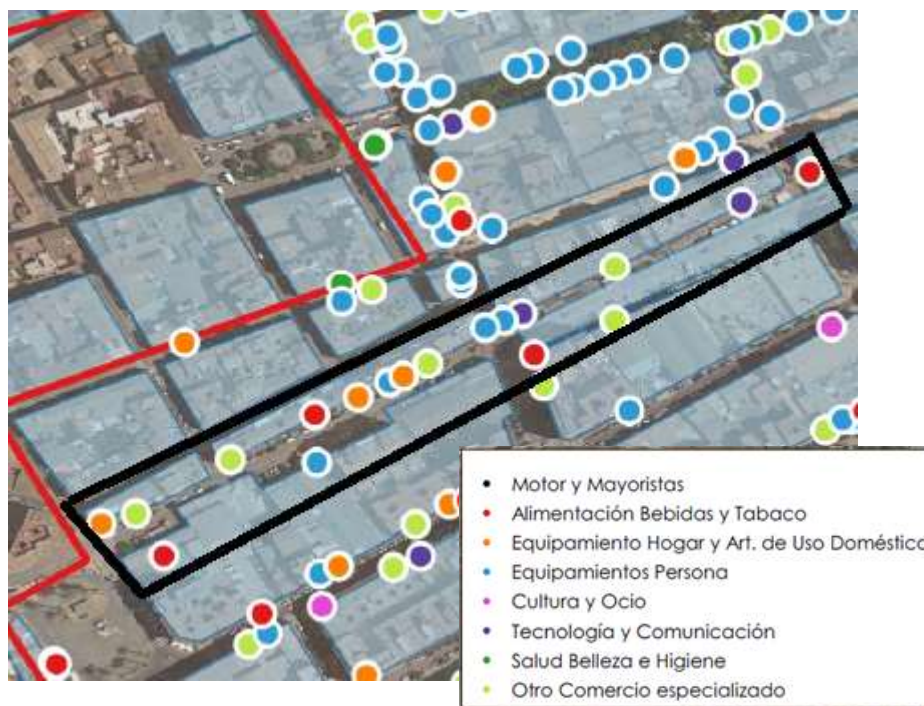 Motor y Mayoristas
Alimentación Bebidas y Tabaco
Equipamiento Hogar y Art. de Uso Doméstico
Equipamientos Persona
Cultura y Ocio
Tecnología y Comunicación
Salud Belleza e Higiene
Otro Comercio especializado